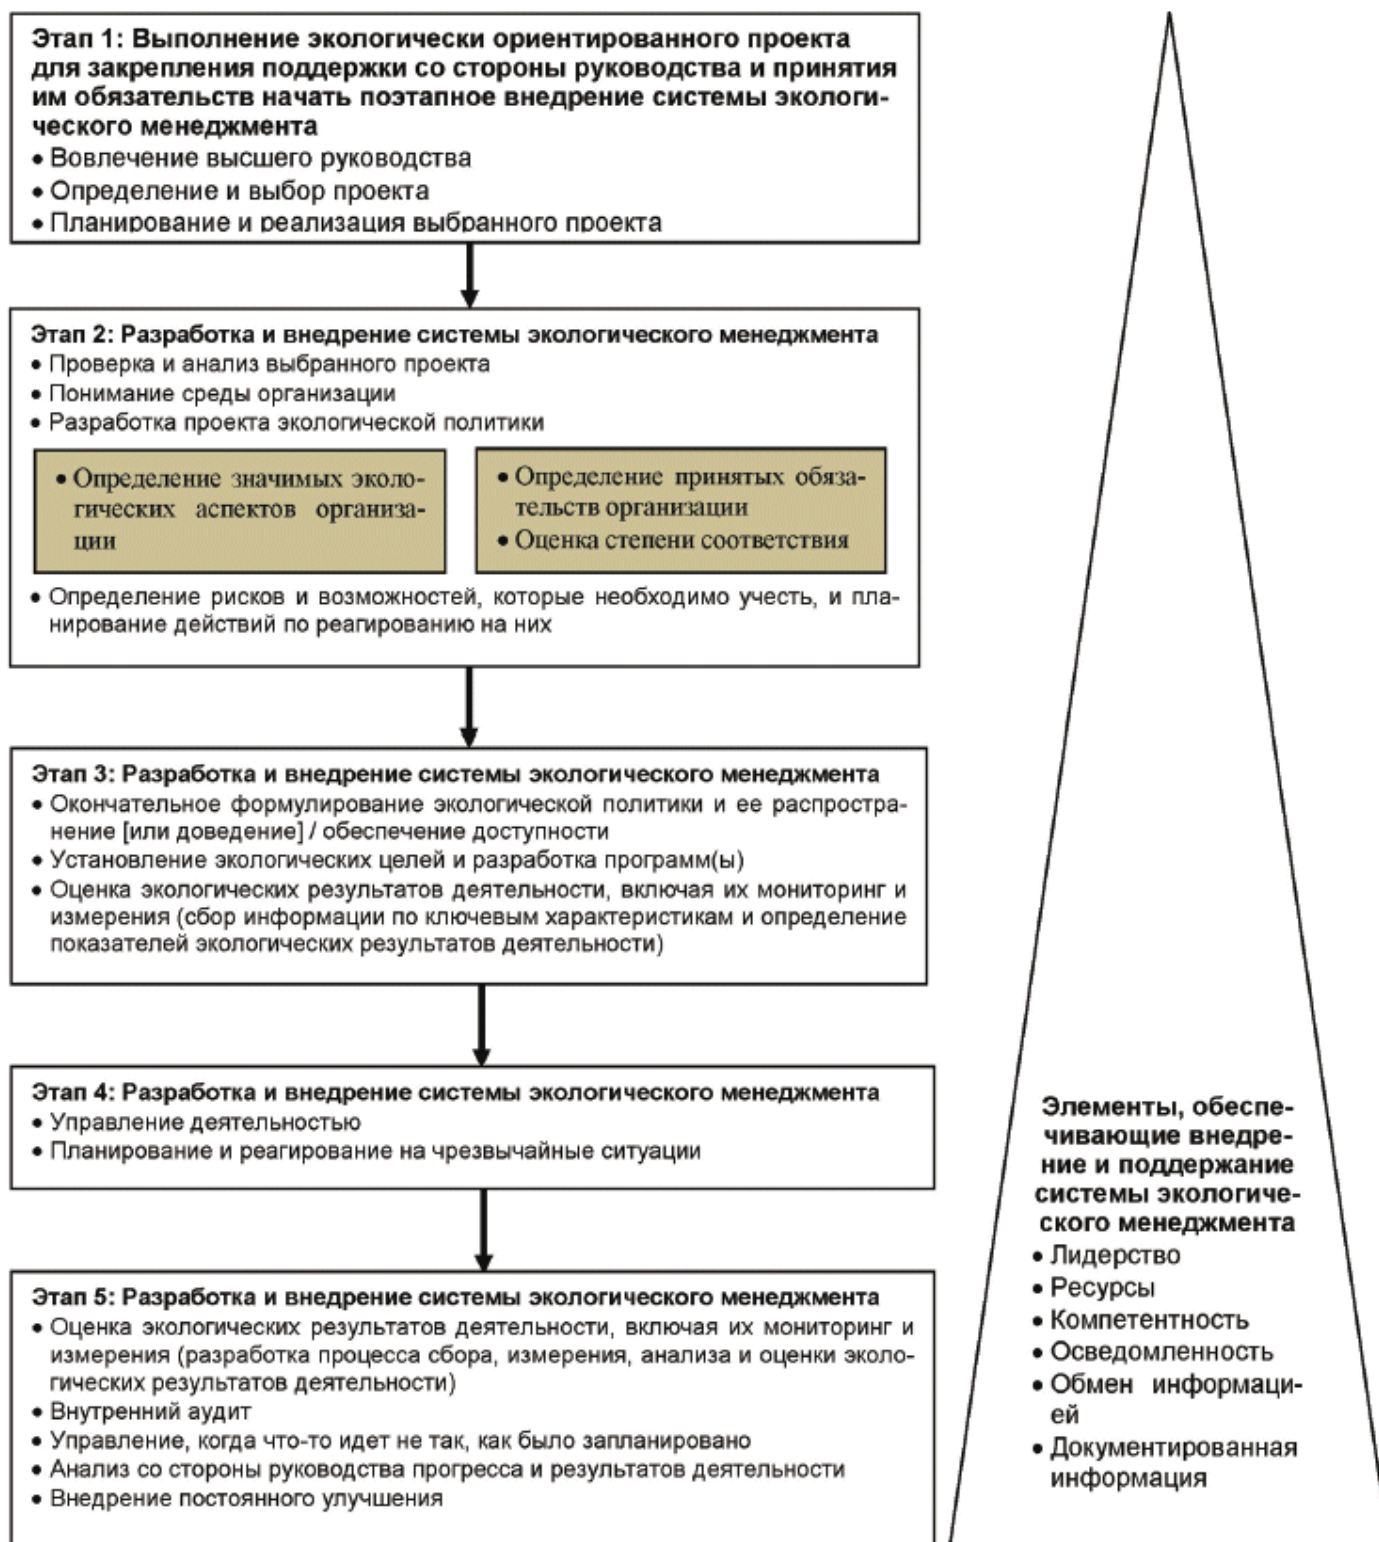 Этап 1: Выполнение экологически ориентированного проекта
для закрепления поддержки со стороны руководства и принятия
им обязательств начать поэтапное внедрение системы экологи-
ческого менеджмента
• Вовлечение высшего руководства
• Определение и выбор проекта
• Планирование и реализация выбранного проекта
Этап 2: Разработка и внедрение системы экологического менеджмента
• Проверка и анализ выбранного проекта
• Понимание среды организации
• Разработка проекта экологической политики
• Определение значимых эколо-
гических аспектов организа-
ции
• Определение принятых обяза-
тельств организации
• Оценка степени соответствия
• Определение рисков и возможностей, которые необходимо учесть, и пла-
нирование действий по реагированию на них
Этап 3: Разработка и внедрение системы экологического менеджмента
• Окончательное формулирование экологической политики и ее распростра-
нение [или доведение] / обеспечение доступности
• Установление экологических целей и разработка программ(ы)
• Оценка экологических результатов деятельности, включая их мониторинг и
измерения (сбор информации по ключевым характеристикам и определение
показателей экологических результатов деятельности)
Этап 4: Разработка и внедрение системы экологического менеджмента
• Управление деятельностью
• Планирование и реагирование на чрезвычайные ситуации
Этап 5: Разработка и внедрение системы экологического менеджмента
• Оценка экологических результатов деятельности, включая их мониторинг и
измерения (разработка процесса сбора, измерения, анализа и оценки эколо-
гических результатов деятельности)
• Внутренний аудит
• Управление, когда что-то идет не так, как было запланировано
• Анализ со стороны руководства прогресса и результатов деятельности
• Внедрение постоянного улучшения
Элементы, обеспе-
чивающие внедре-
ние и поддержание
системы экологиче-
ского менеджмента
• Лидерство
• Ресурсы
• Компетентность
• Осведомленность
• Обмен информаци-
ей
• Документированная
информация